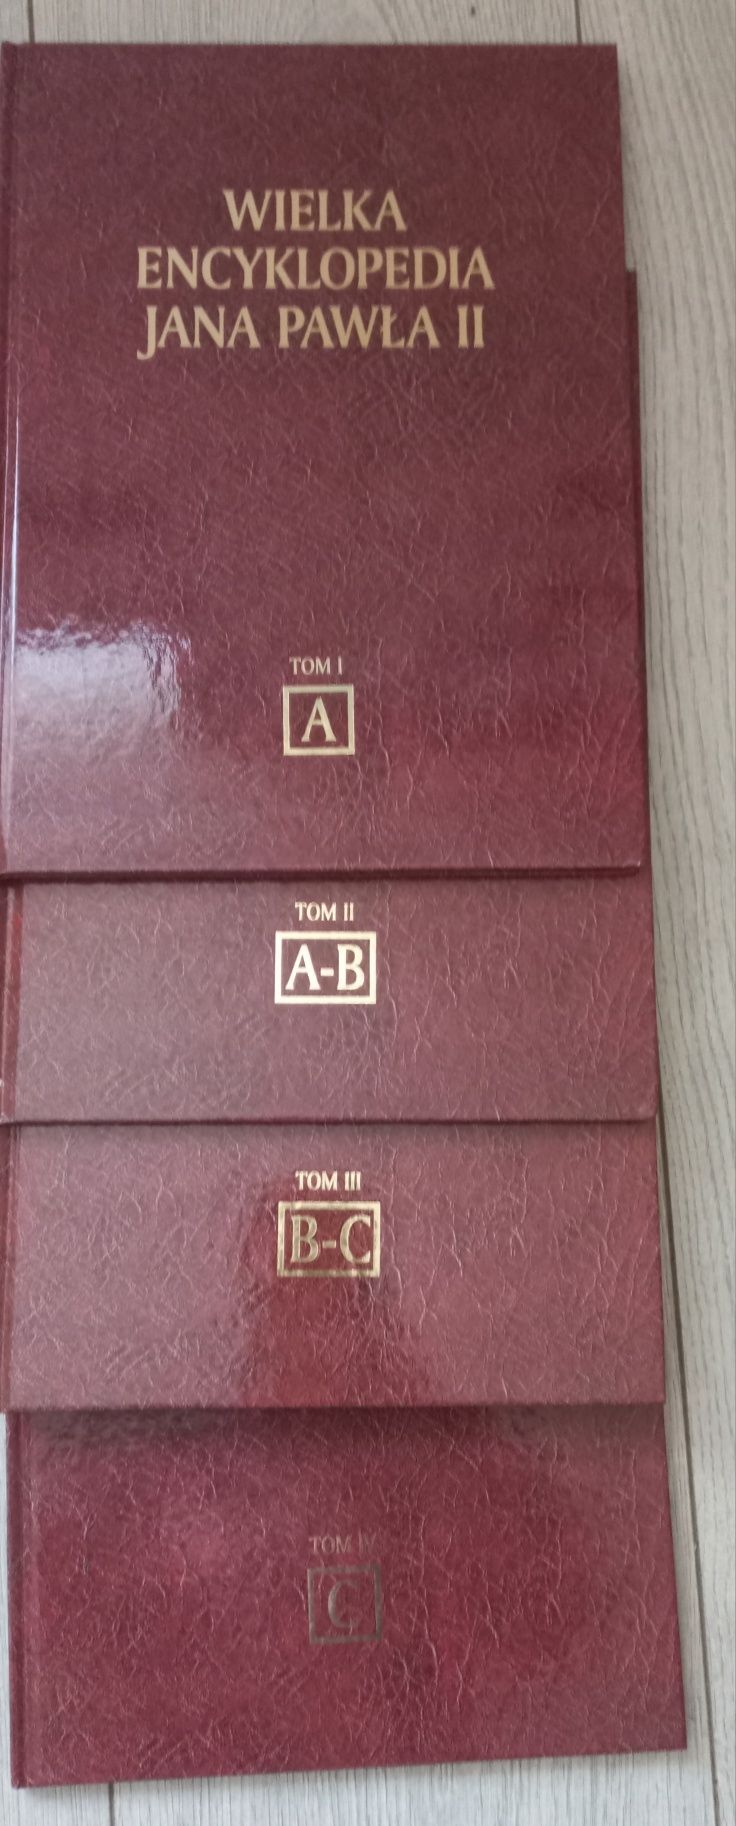 WIELKA
ENCYKLOPEDIA
JANA PAWŁA II
TOM I
A
TOM II
A-B
TOM III
B-C
TOM IV
C